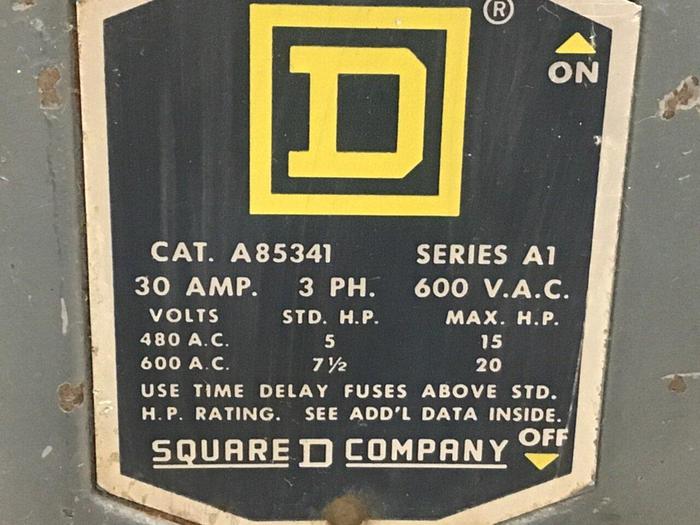 ®
D
ON
CAT. A85341 SERIES A1
30 AMP. 3 PH. 600 V.A.C.
VOLTS STD. H.P. MAX. H.P.
480 A.C. 5 15
600 A.C. 7½ 20
USE TIME DELAY FUSES ABOVE STD.
H.P. RATING. SEE ADD'L DATA INSIDE.
OFF
SQUARE D COMPANY